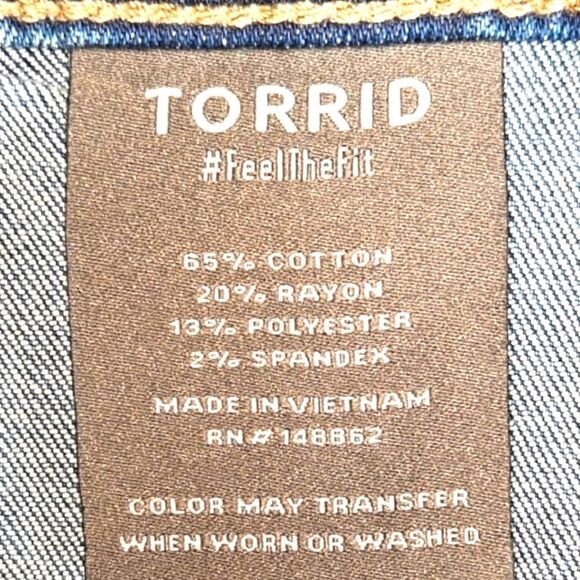 TORRID
#FeelTheFit
65% COTTON
20% RAYON
13% POLYESTER
2% SPANDEX
MADE IN VIETNAM
RN# 148862
COLOR MAY TRANSFER
WHEN WORN OR WASHED